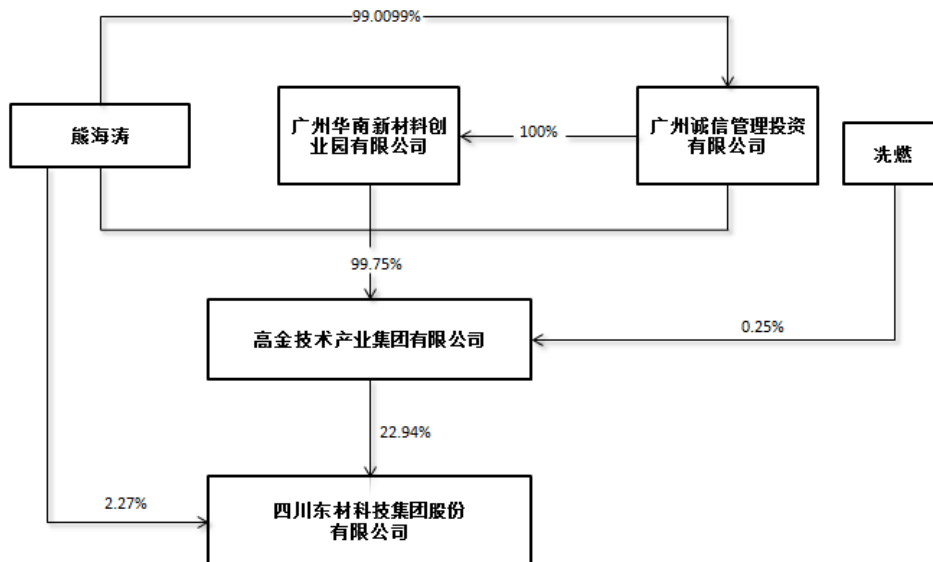 99.0099%
熊海涛
广州华南新材料创
业园有限公司
100%
广州诚信管理投资
有限公司
冼燃
99.75%
高金技术产业集团有限公司
0.25%
22.94%
2.27%
四川东材科技集团股份
有限公司